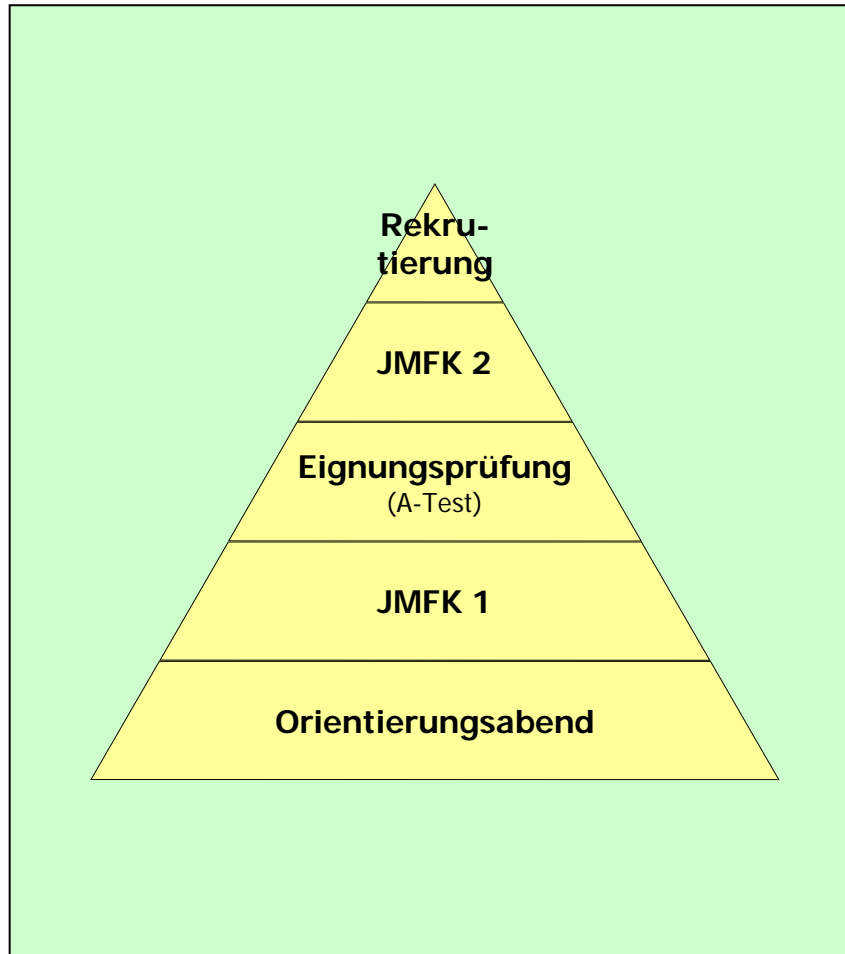 Rekru-
tierung
JMFK 2
Eignungsprüfung
(A-Test)
JMFK 1
Orientierungsabend